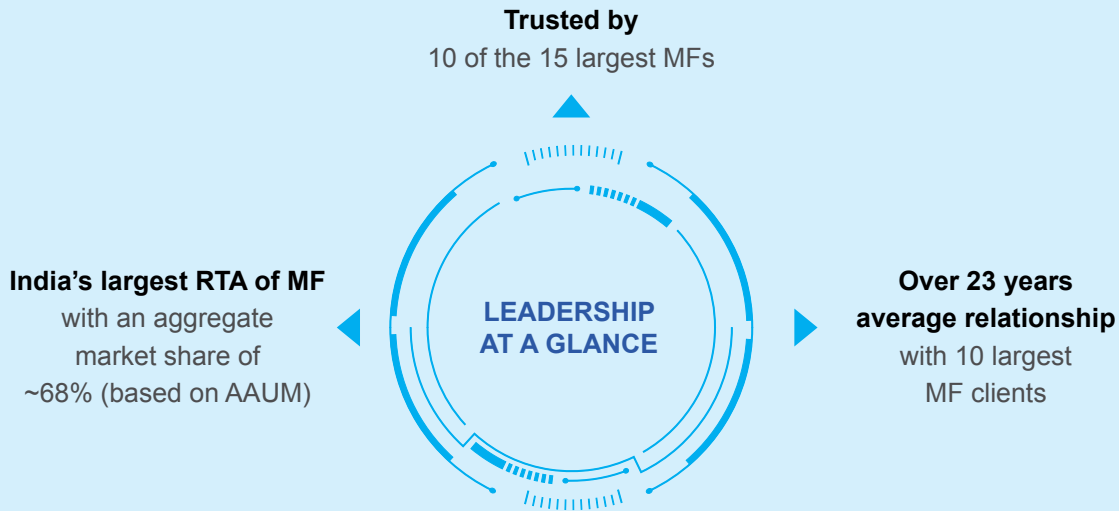 Trusted by
10 of the 15 largest MFs
India’s largest RTA of MF
with an aggregate
market share of
~68% (based on AAUM)
LEADERSHIP
AT A GLANCE
Over 23 years
average relationship
with 10 largest
MF clients